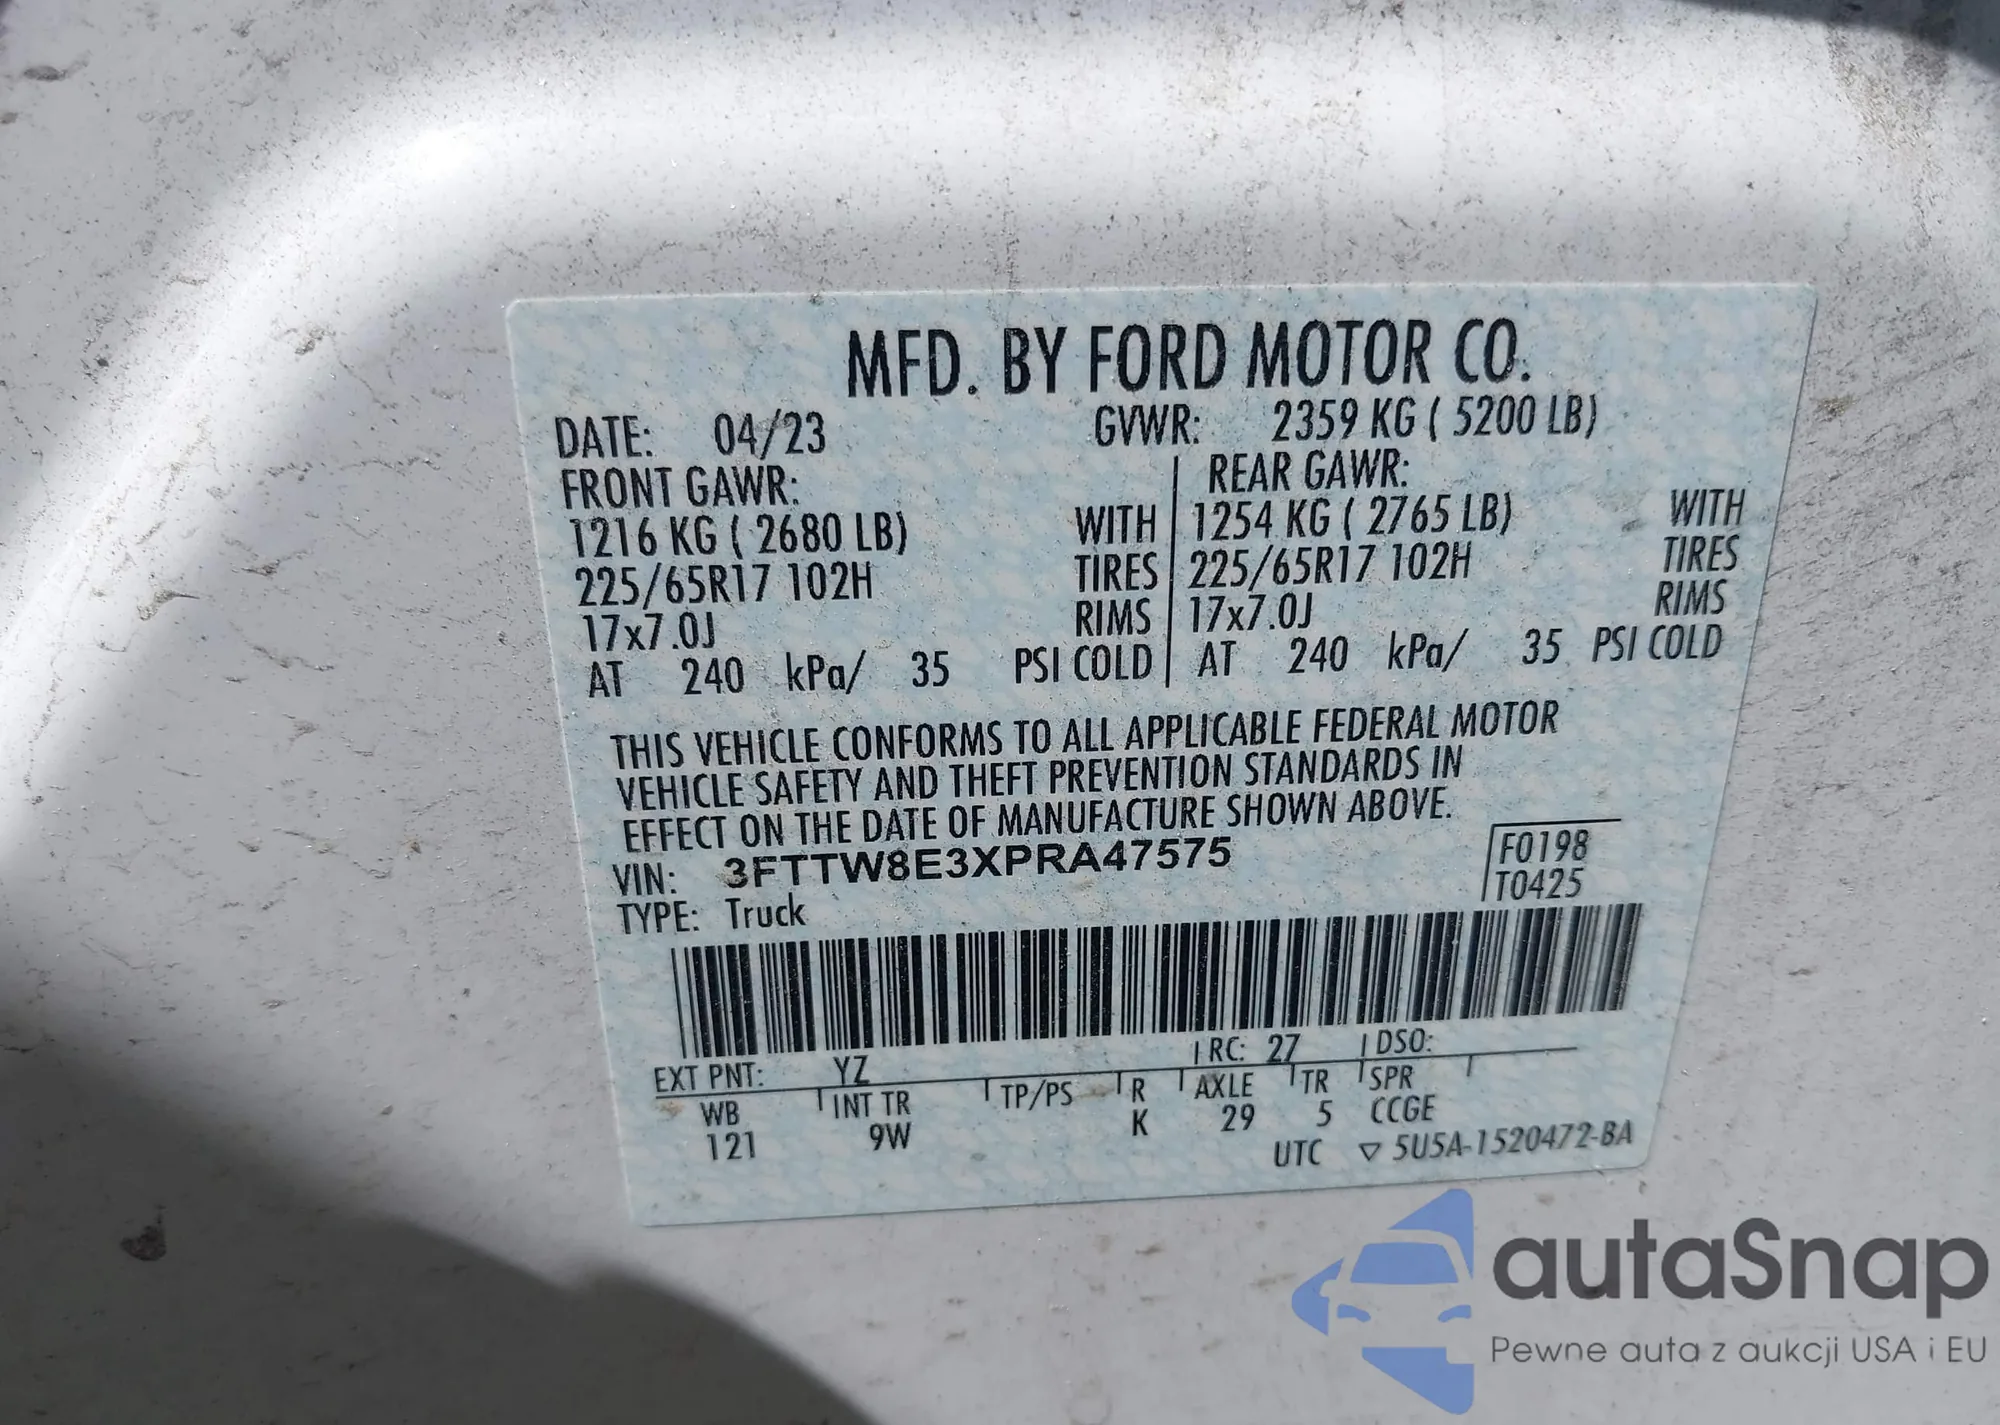 MFD. BY FORD MOTOR CO.
DATE: 04/23 GVWR: 2359 KG ( 5200 LB)
FRONT GAWR: REAR GAWR:
1216 KG ( 2680 LB) WITH 1254 KG ( 2765 LB) WITH
225/65R17 102H TIRES 225/65R17 102H TIRES
17x7.0J RIMS 17x7.0J RIMS
AT 240 kPa/ 35 PSI COLD AT 240 kPa/ 35 PSI COLD
THIS VEHICLE CONFORMS TO ALL APPLICABLE FEDERAL MOTOR
VEHICLE SAFETY AND THEFT PREVENTION STANDARDS IN
EFFECT ON THE DATE OF MANUFACTURE SHOWN ABOVE.
VIN: 3FTTW8E3XPRA47575 F0198
TYPE: Truck T0425
EXT PNT: YZ RC: 27 DSO:
WB INT TR TP/PS R AXLE TR SPR
121 9W K 29 5 CCGE
UTC ▽ 5U5A-1520472-BA
autaSnap
Pewne auta z aukcji USA i EU